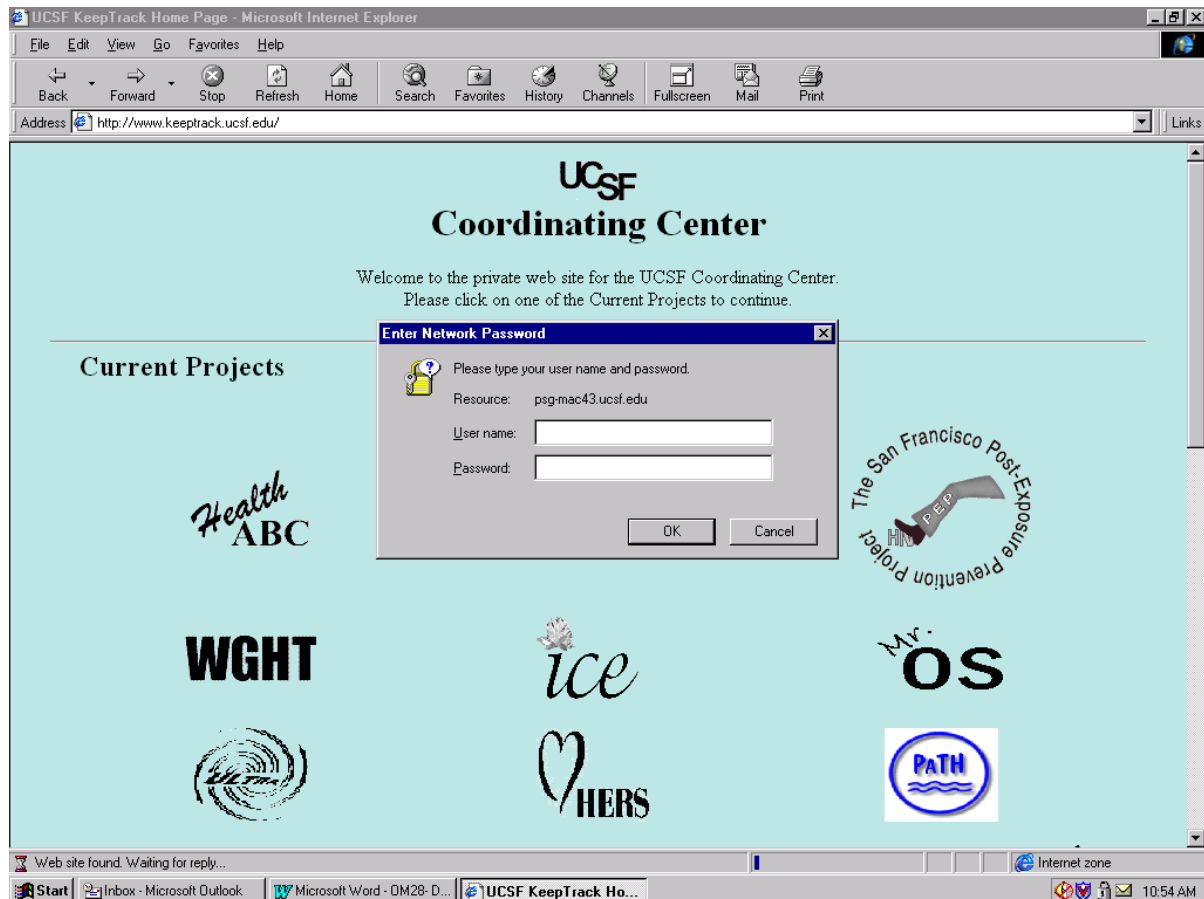 UCSF KeepTrack Home Page - Microsoft Internet Explorer
File Edit View Go Favorites Help
Back Forward Stop Refresh Home Search Favorites History Channels Fullscreen Mail Print
Address http://www.keeptrack.ucsf.edu/ Links
UCSF
Coordinating Center
Welcome to the private web site for the UCSF Coordinating Center.
Please click on one of the Current Projects to continue.
Current Projects
Enter Network Password
Please type your user name and password.
Resource: psg-mac43.ucsf.edu
User name:
Password:
OK Cancel
Health
ABC
The San Francisco Post-Exposure Prevention Project
PEP
WGHT
ice
Mr.
OS
ULTRA
HERS
PATH
Web site found. Waiting for reply...
Internet zone
Start Inbox - Microsoft Outlook Microsoft Word - OM28- D... UCSF KeepTrack Ho... 10:54 AM